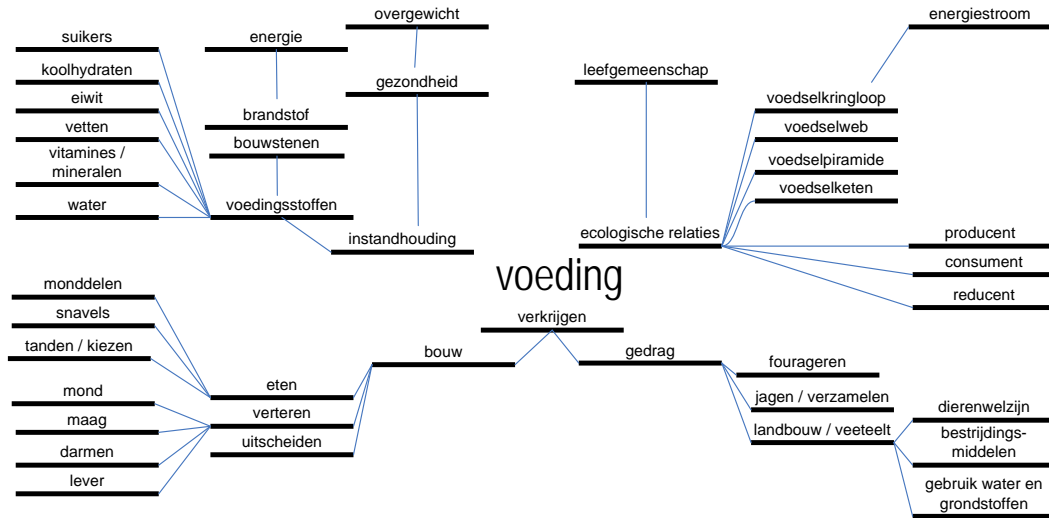 overgewicht
energiestroom
suikers
energie
koolhydraten
gezondheid
leefgemeenschap
eiwit
brandstof
voedselkringloop
vetten
bouwstenen
voedselweb
vitamines /
mineralen
voedselpiramide
voedselketen
water
voedingsstoffen
instandhouding
ecologische relaties
producent
consument
reducent
voeding
monddelen
snavels
tanden / kiezen
verkrijgen
bouw
gedrag
fourageren
mond
eten
jagen / verzamelen
maag
verteren
landbouw / veeteelt
dierenwelzijn
uitscheiden
bestrijdings-
middelen
darmen
lever
gebruik water en
grondstoffen